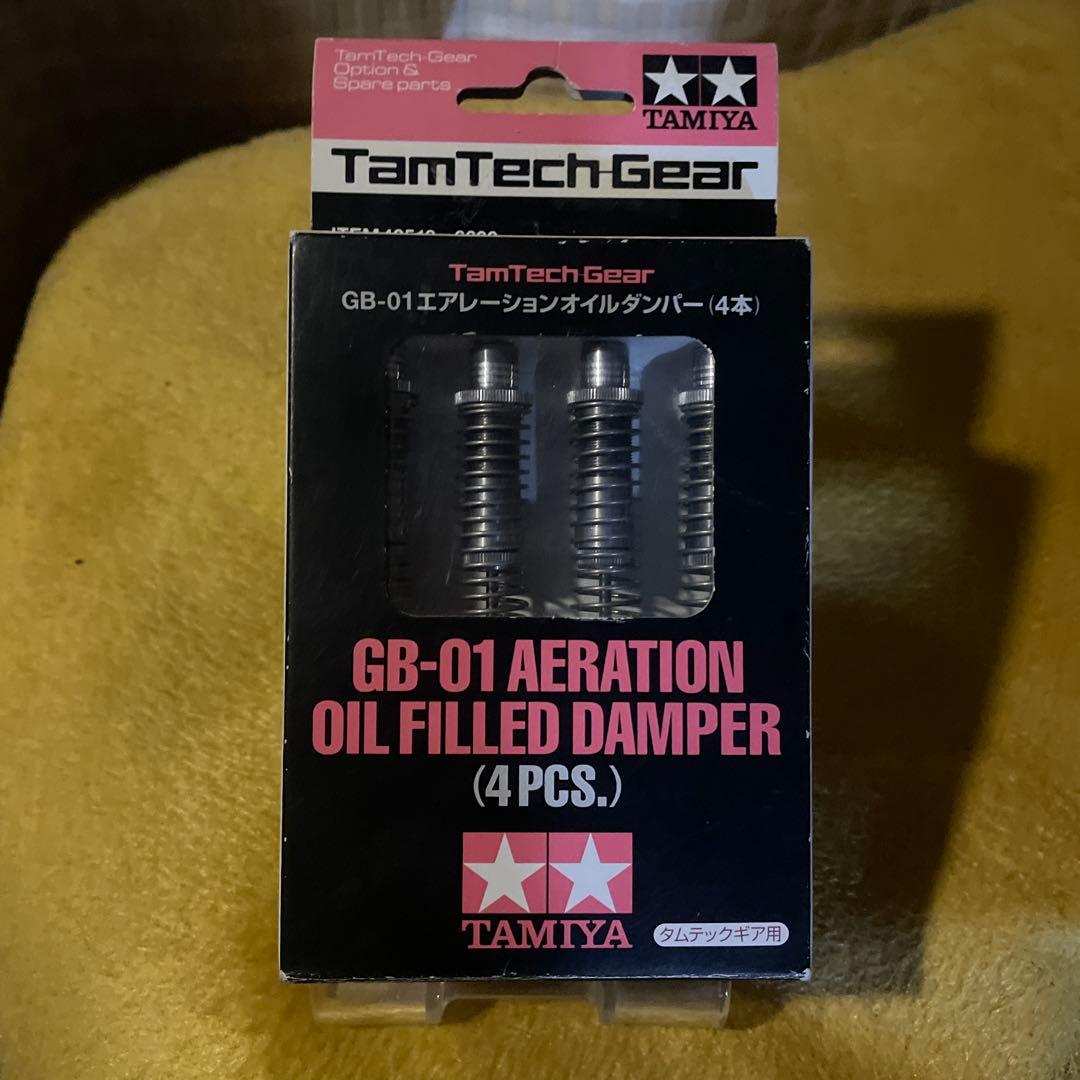 TamTech-Gear
Option &
Spare parts
TAMIYA
TamTech-Gear
TamTech-Gear
GB-01エアレーションオイルダンパー(4本)
GB-01 AERATION
OIL FILLED DAMPER
(4 PCS.)
TAMIYA
タムテックギア用